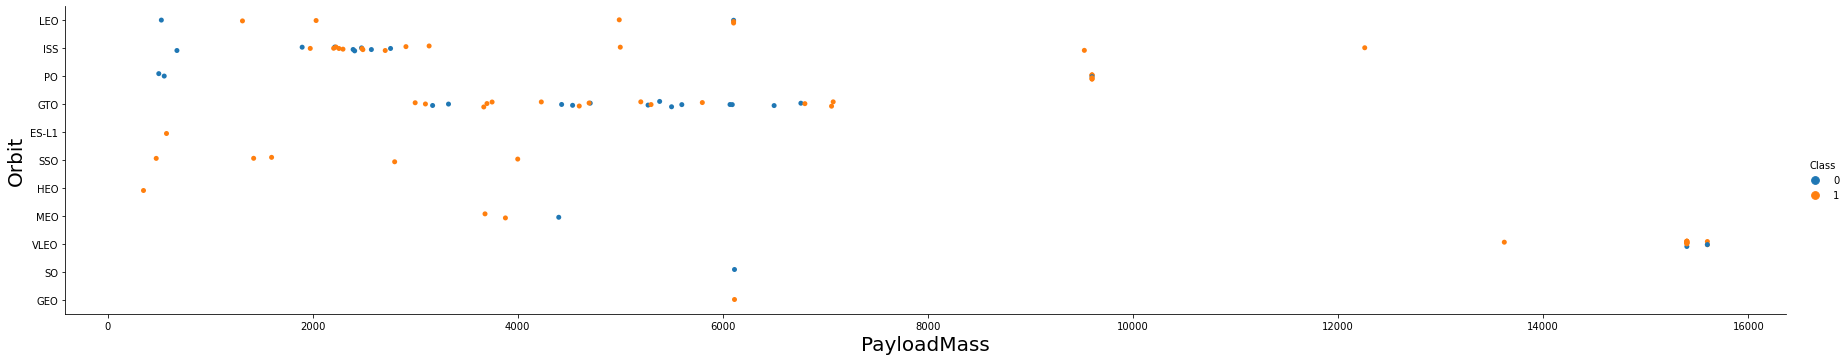 Orbit
LEO
ISS
PO
GTO
ES-L1
SSO
HEO
MEO
VLEO
SO
GEO
0 2000 4000 6000 8000 10000 12000 14000 16000
PayloadMass
Class
0
1